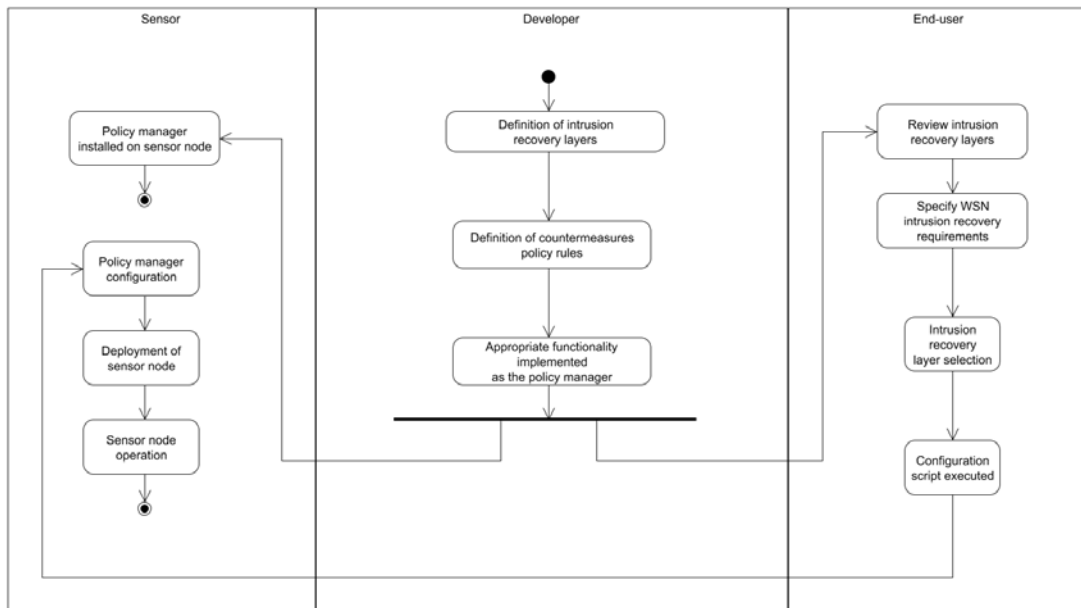 Sensor
Developer
End-user
Policy manager
installed on sensor node
Policy manager
configuration
Deployment of
sensor node
Sensor node
operation
Definition of intrusion
recovery layers
Definition of countermeasures
policy rules
Appropriate functionality
implemented
as the policy manager
Review intrusion
recovery layers
Specify WSN
intrusion recovery
requirements
Intrusion
recovery
layer selection
Configuration
script executed